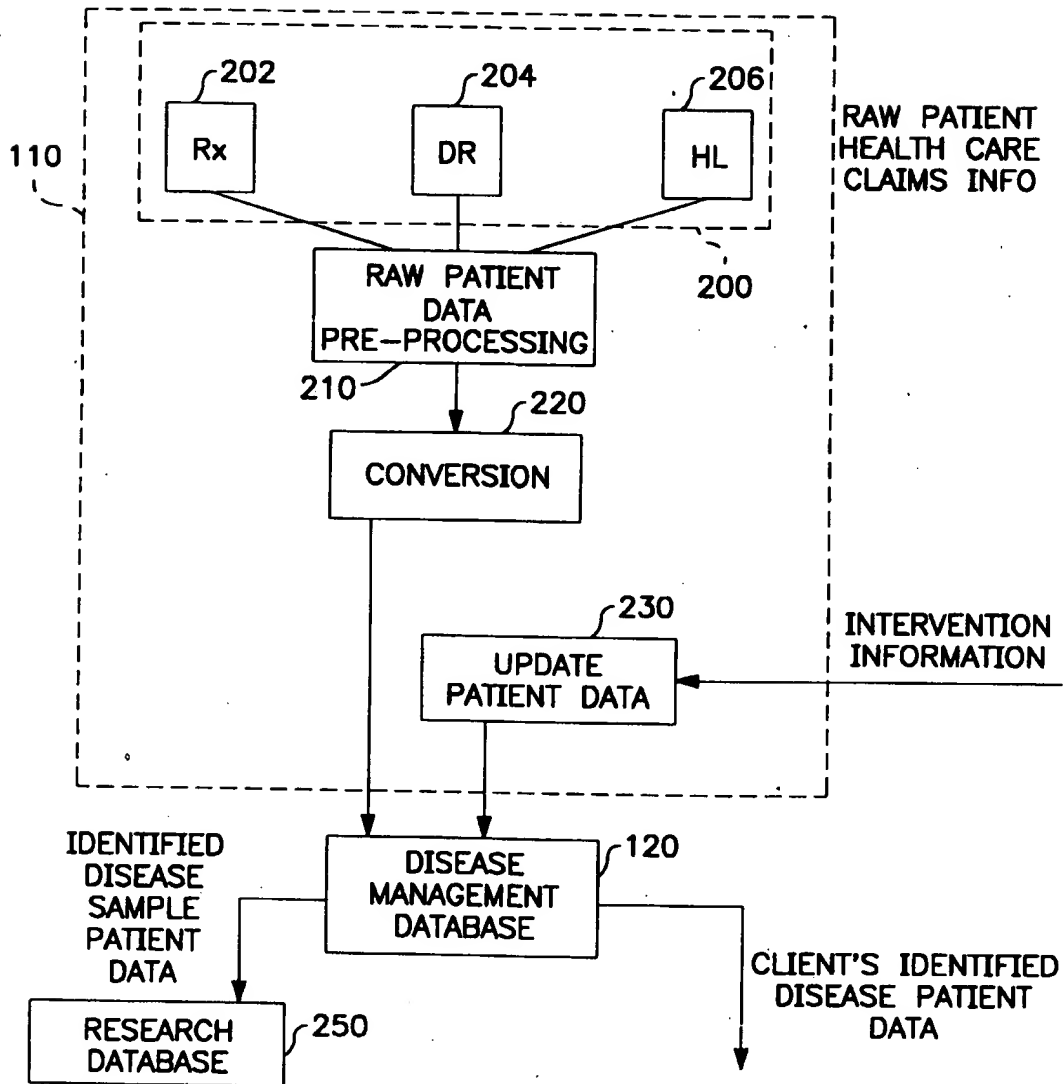 202
204
206
Rx
DR
HL
RAW PATIENT
HEALTH CARE
CLAIMS INFO
110
200
RAW PATIENT
DATA
PRE-PROCESSING
210
220
CONVERSION
230
UPDATE
PATIENT DATA
INTERVENTION
INFORMATION
IDENTIFIED
DISEASE
SAMPLE
PATIENT
DATA
DISEASE
MANAGEMENT
DATABASE
120
CLIENT'S IDENTIFIED
DISEASE PATIENT
DATA
RESEARCH
DATABASE
250